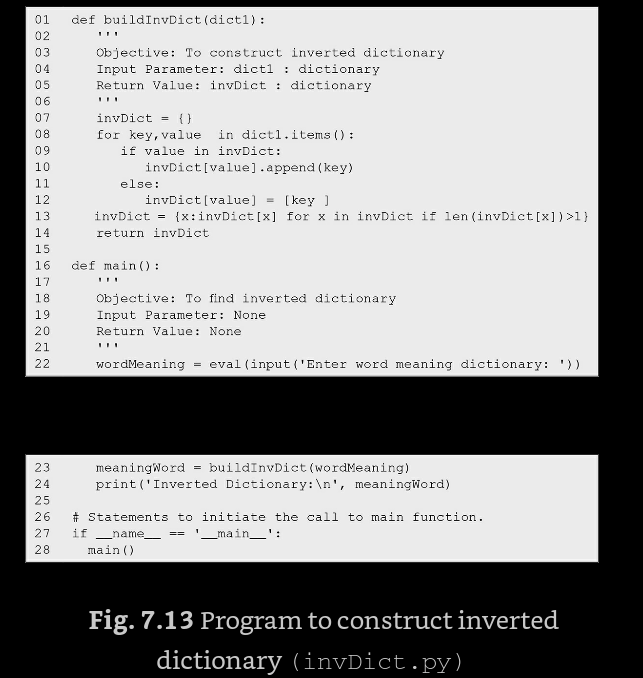 01 def buildInvDict(dict1):
02 '''
03 Objective: To construct inverted dictionary
04 Input Parameter: dict1 : dictionary
05 Return Value: invDict : dictionary
06 '''
07 invDict = {}
08 for key,value  in dict1.items():
09 if value in invDict:
10 invDict[value].append(key)
11 else:
12 invDict[value] = [key ]
13 invDict = {x:invDict[x] for x in invDict if len(invDict[x])>1}
14 return invDict
15
16 def main():
17 '''
18 Objective: To find inverted dictionary
19 Input Parameter: None
20 Return Value: None
21 '''
22 wordMeaning = eval(input('Enter word meaning dictionary: '))
23 meaningWord = buildInvDict(wordMeaning)
24 print('Inverted Dictionary:\n', meaningWord)
25
26 # Statements to initiate the call to main function.
27 if __name__ == '__main__':
28 main()
Fig. 7.13 Program to construct inverted
dictionary (invDict.py)